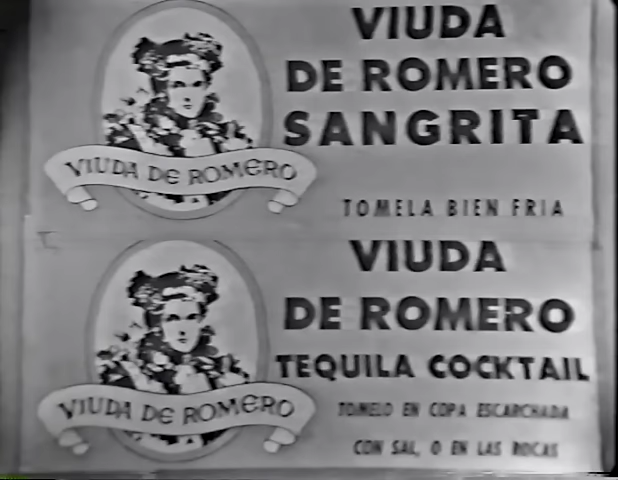 VIUDA
DE ROMERO
SANGRITA
VIUDA DE ROMERO
TOMELA BIEN FRIA
VIUDA
DE ROMERO
TEQUILA COCKTAIL
VIUDA DE ROMERO
TOMELO EN COPA ESCARCHADA
CON SAL, O EN LAS ROCAS